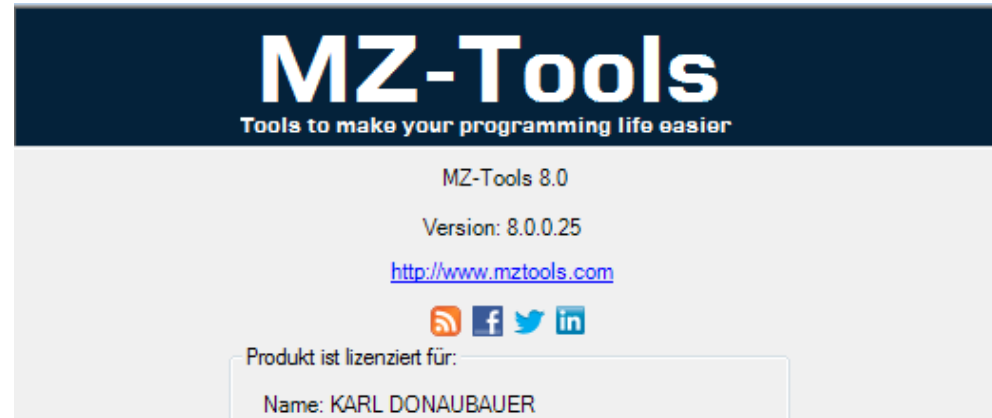 MZ-Tools
Tools to make your programming life easier
MZ-Tools 8.0
Version: 8.0.0.25
http://www.mztools.com
Produkt ist lizenziert für:
Name: KARL DONAUBAUER